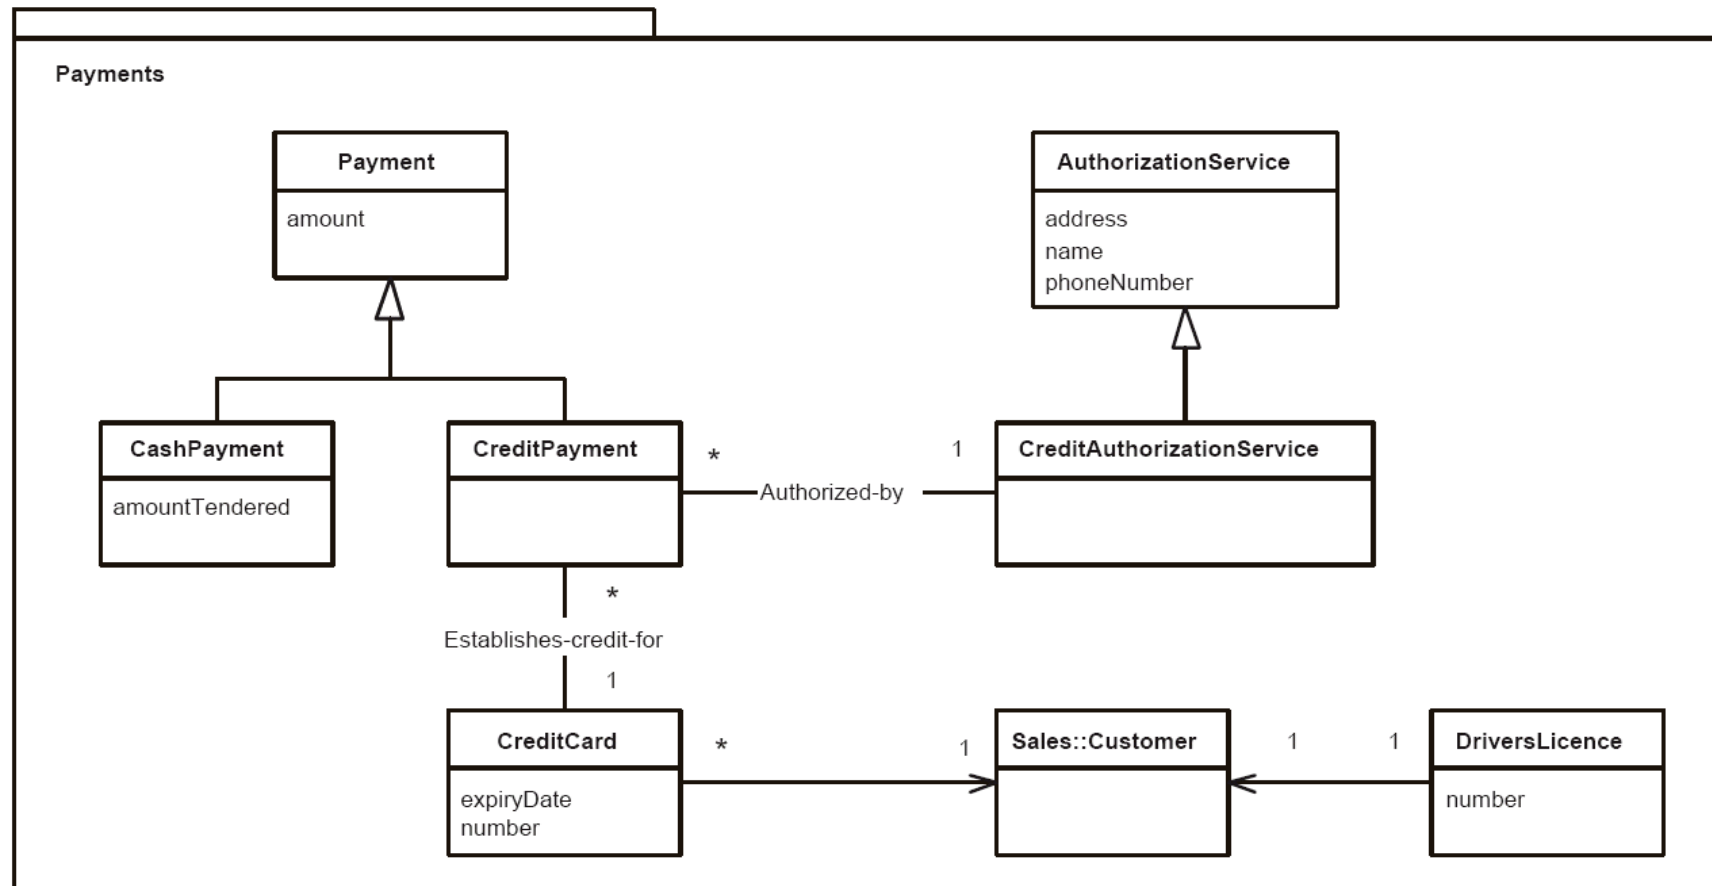 Payments
Payment
amount
AuthorizationService
address
name
phoneNumber
CashPayment
amountTendered
CreditPayment
*
1
Authorized-by
CreditAuthorizationService
*
Establishes-credit-for
1
CreditCard
expiryDate
number
*
1
Sales::Customer
1
1
DriversLicence
number